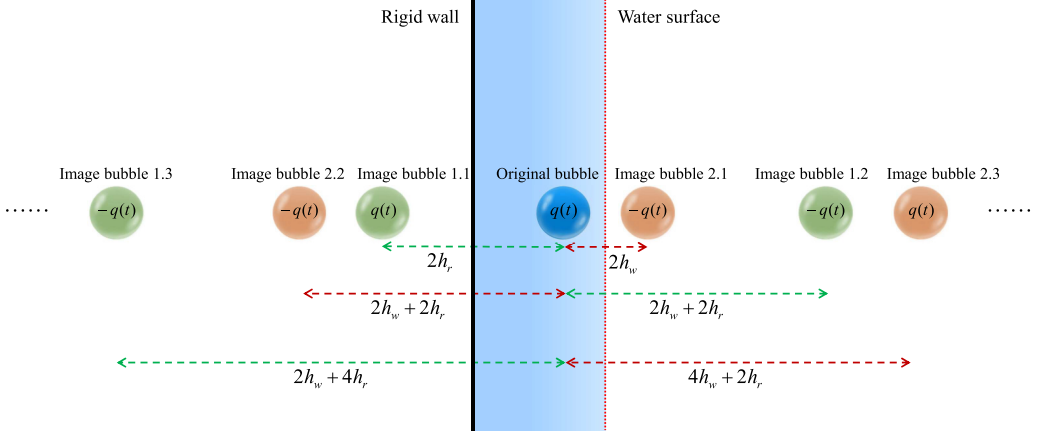 Rigid wall
Water surface
Image bubble 1.3
Image bubble 2.2
Image bubble 1.1
Original bubble
Image bubble 2.1
Image bubble 1.2
Image bubble 2.3
······
−q(t)
−q(t)
q(t)
q(t)
−q(t)
−q(t)
q(t)
······
2h_r
2h_w
2h_w + 2h_r
2h_w + 2h_r
2h_w + 4h_r
4h_w + 2h_r